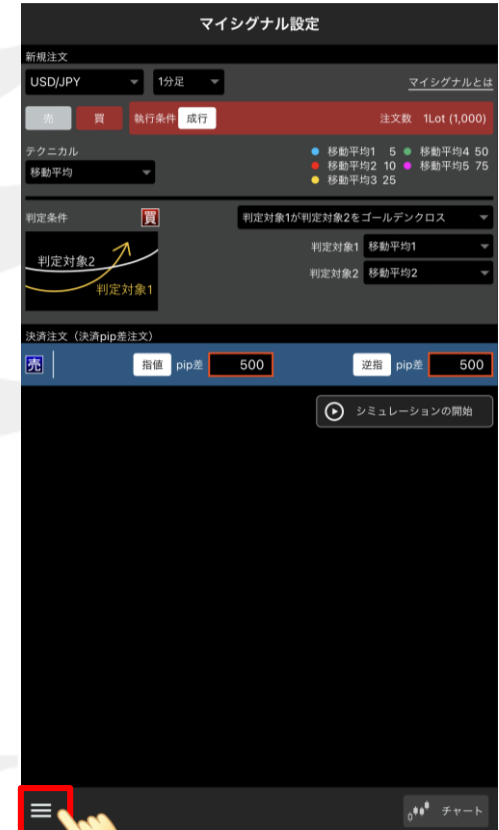 マイシグナル設定
新規注文
USD/JPY 1分足 マイシグナルとは
売 買 執行条件 成行 注文数 1Lot (1,000)
テクニカル
移動平均
移動平均1 5 移動平均4 50
移動平均2 10 移動平均5 75
移動平均3 25
判定条件 買 判定対象1が判定対象2をゴールデンクロス
判定対象1 移動平均1
判定対象2 移動平均2
判定対象2
判定対象1
決済注文（決済pip差注文）
売 指値 pip差 500 逆指 pip差 500
シミュレーションの開始
チャート